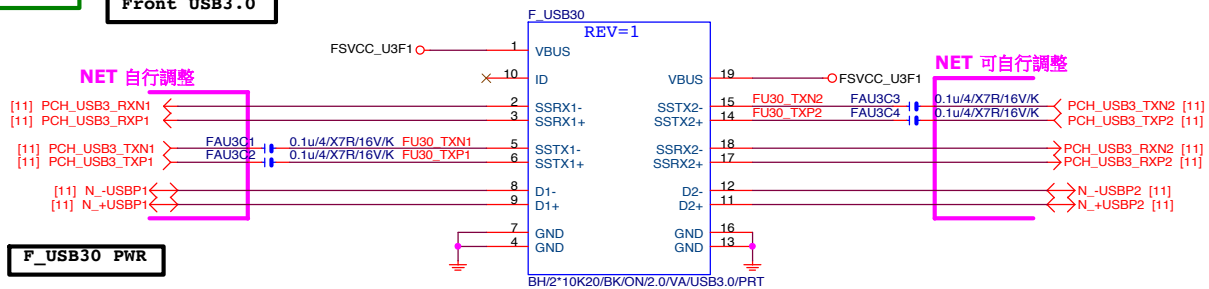 Front USB3.0
F_USB30
REV=1
FSVCC_U3F1
1 VBUS
10 ID
VBUS 19
FSVCC_U3F1
NET 自行調整
NET 可自行調整
[11] PCH_USB3_RXN1
2 SSRX1-
[11] PCH_USB3_RXP1
3 SSRX1+
SSTX2- 15 FU30_TXN2 FAU3C3 0.1u/4/X7R/16V/K PCH_USB3_TXN2 [11]
SSTX2+ 14 FU30_TXP2 FAU3C4 0.1u/4/X7R/16V/K PCH_USB3_TXP2 [11]
[11] PCH_USB3_TXN1 FAU3C1 0.1u/4/X7R/16V/K FU30_TXN1 5 SSTX1-
[11] PCH_USB3_TXP1 FAU3C2 0.1u/4/X7R/16V/K FU30_TXP1 6 SSTX1+
SSRX2- 18 PCH_USB3_RXN2 [11]
SSRX2+ 17 PCH_USB3_RXP2 [11]
[11] N_-USBP1 8 D1-
[11] N_+USBP1 9 D1+
D2- 12 N_-USBP2 [11]
D2+ 11 N_+USBP2 [11]
7 GND
4 GND
GND 16
GND 13
F_USB30 PWR
BH/2*10K20/BK/ON/2.0/VA/USB3.0/PRT